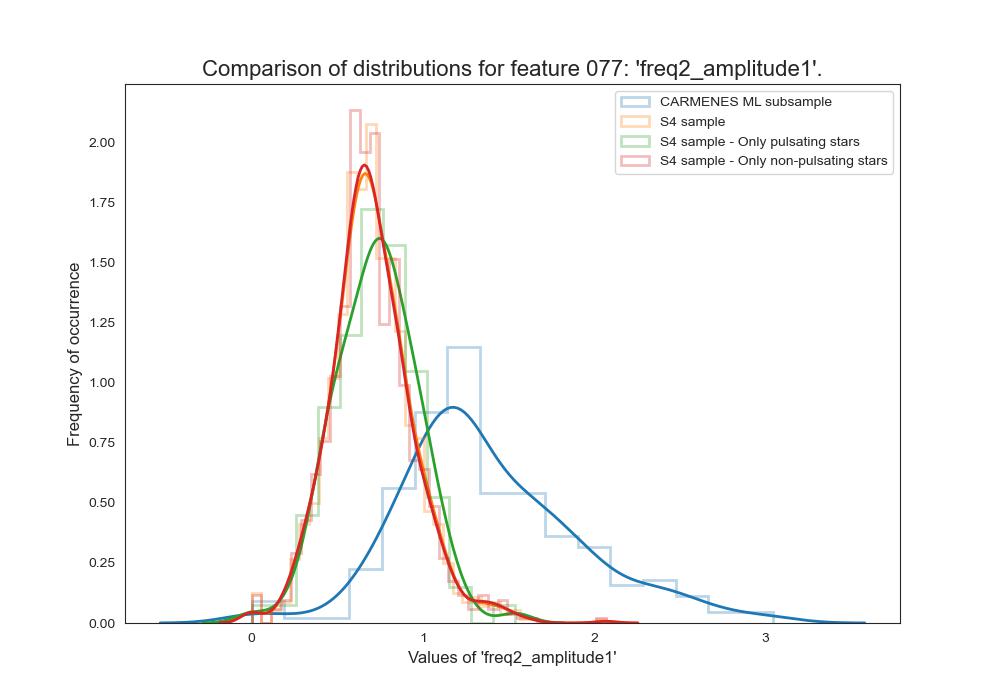 Comparison of distributions for feature 077: 'freq2_amplitude1'.
CARMENES ML subsample
S4 sample
S4 sample - Only pulsating stars
S4 sample - Only non-pulsating stars
Frequency of occurrence
2.00
1.75
1.50
1.25
1.00
0.75
0.50
0.25
0.00
0 1 2 3
Values of 'freq2_amplitude1'